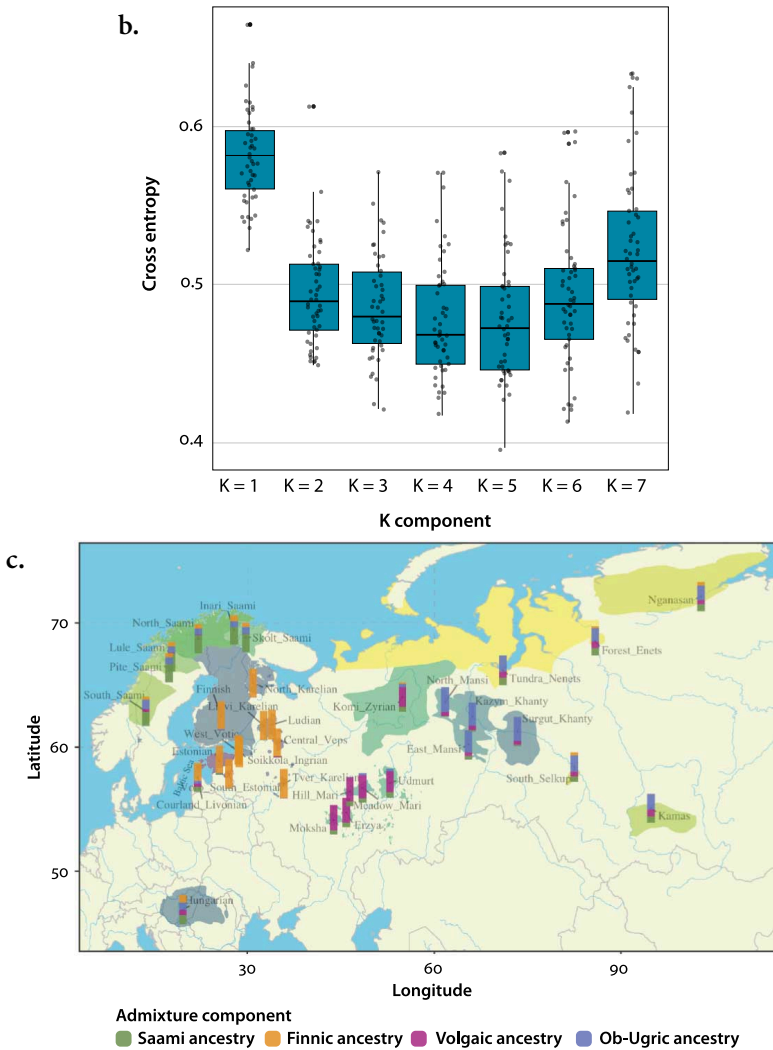 b.
Cross entropy
0.6
0.5
0.4
K = 1 K = 2 K = 3 K = 4 K = 5 K = 6 K = 7
K component
c.
Latitude
70
60
50
Inari_Saami
North_Saami
Skolt_Saami
Lule_Saami
Pite_Saami
South_Saami
Nganasan
Forest_Enets
Tundra_Nenets
North_Mansi
Kazym_Khanty
Surgut_Khanty
Komi_Zyrian
East_Mansi
North_Karelian
Finnish
Livvi_Karelian
Ludian
West_Votic
Central_Veps
Estonian
Soikkola_Ingrian
Baltic Sea
South_Estonian
Tver_Karelian
Courland_Livonian
Hill_Mari
Udmurt
Meadow_Mari
Moksha
Erzya
South_Selkup
Kamas
Hungarian
30 60 90
Longitude
Admixture component
Saami ancestry Finnic ancestry Volgaic ancestry Ob-Ugric ancestry